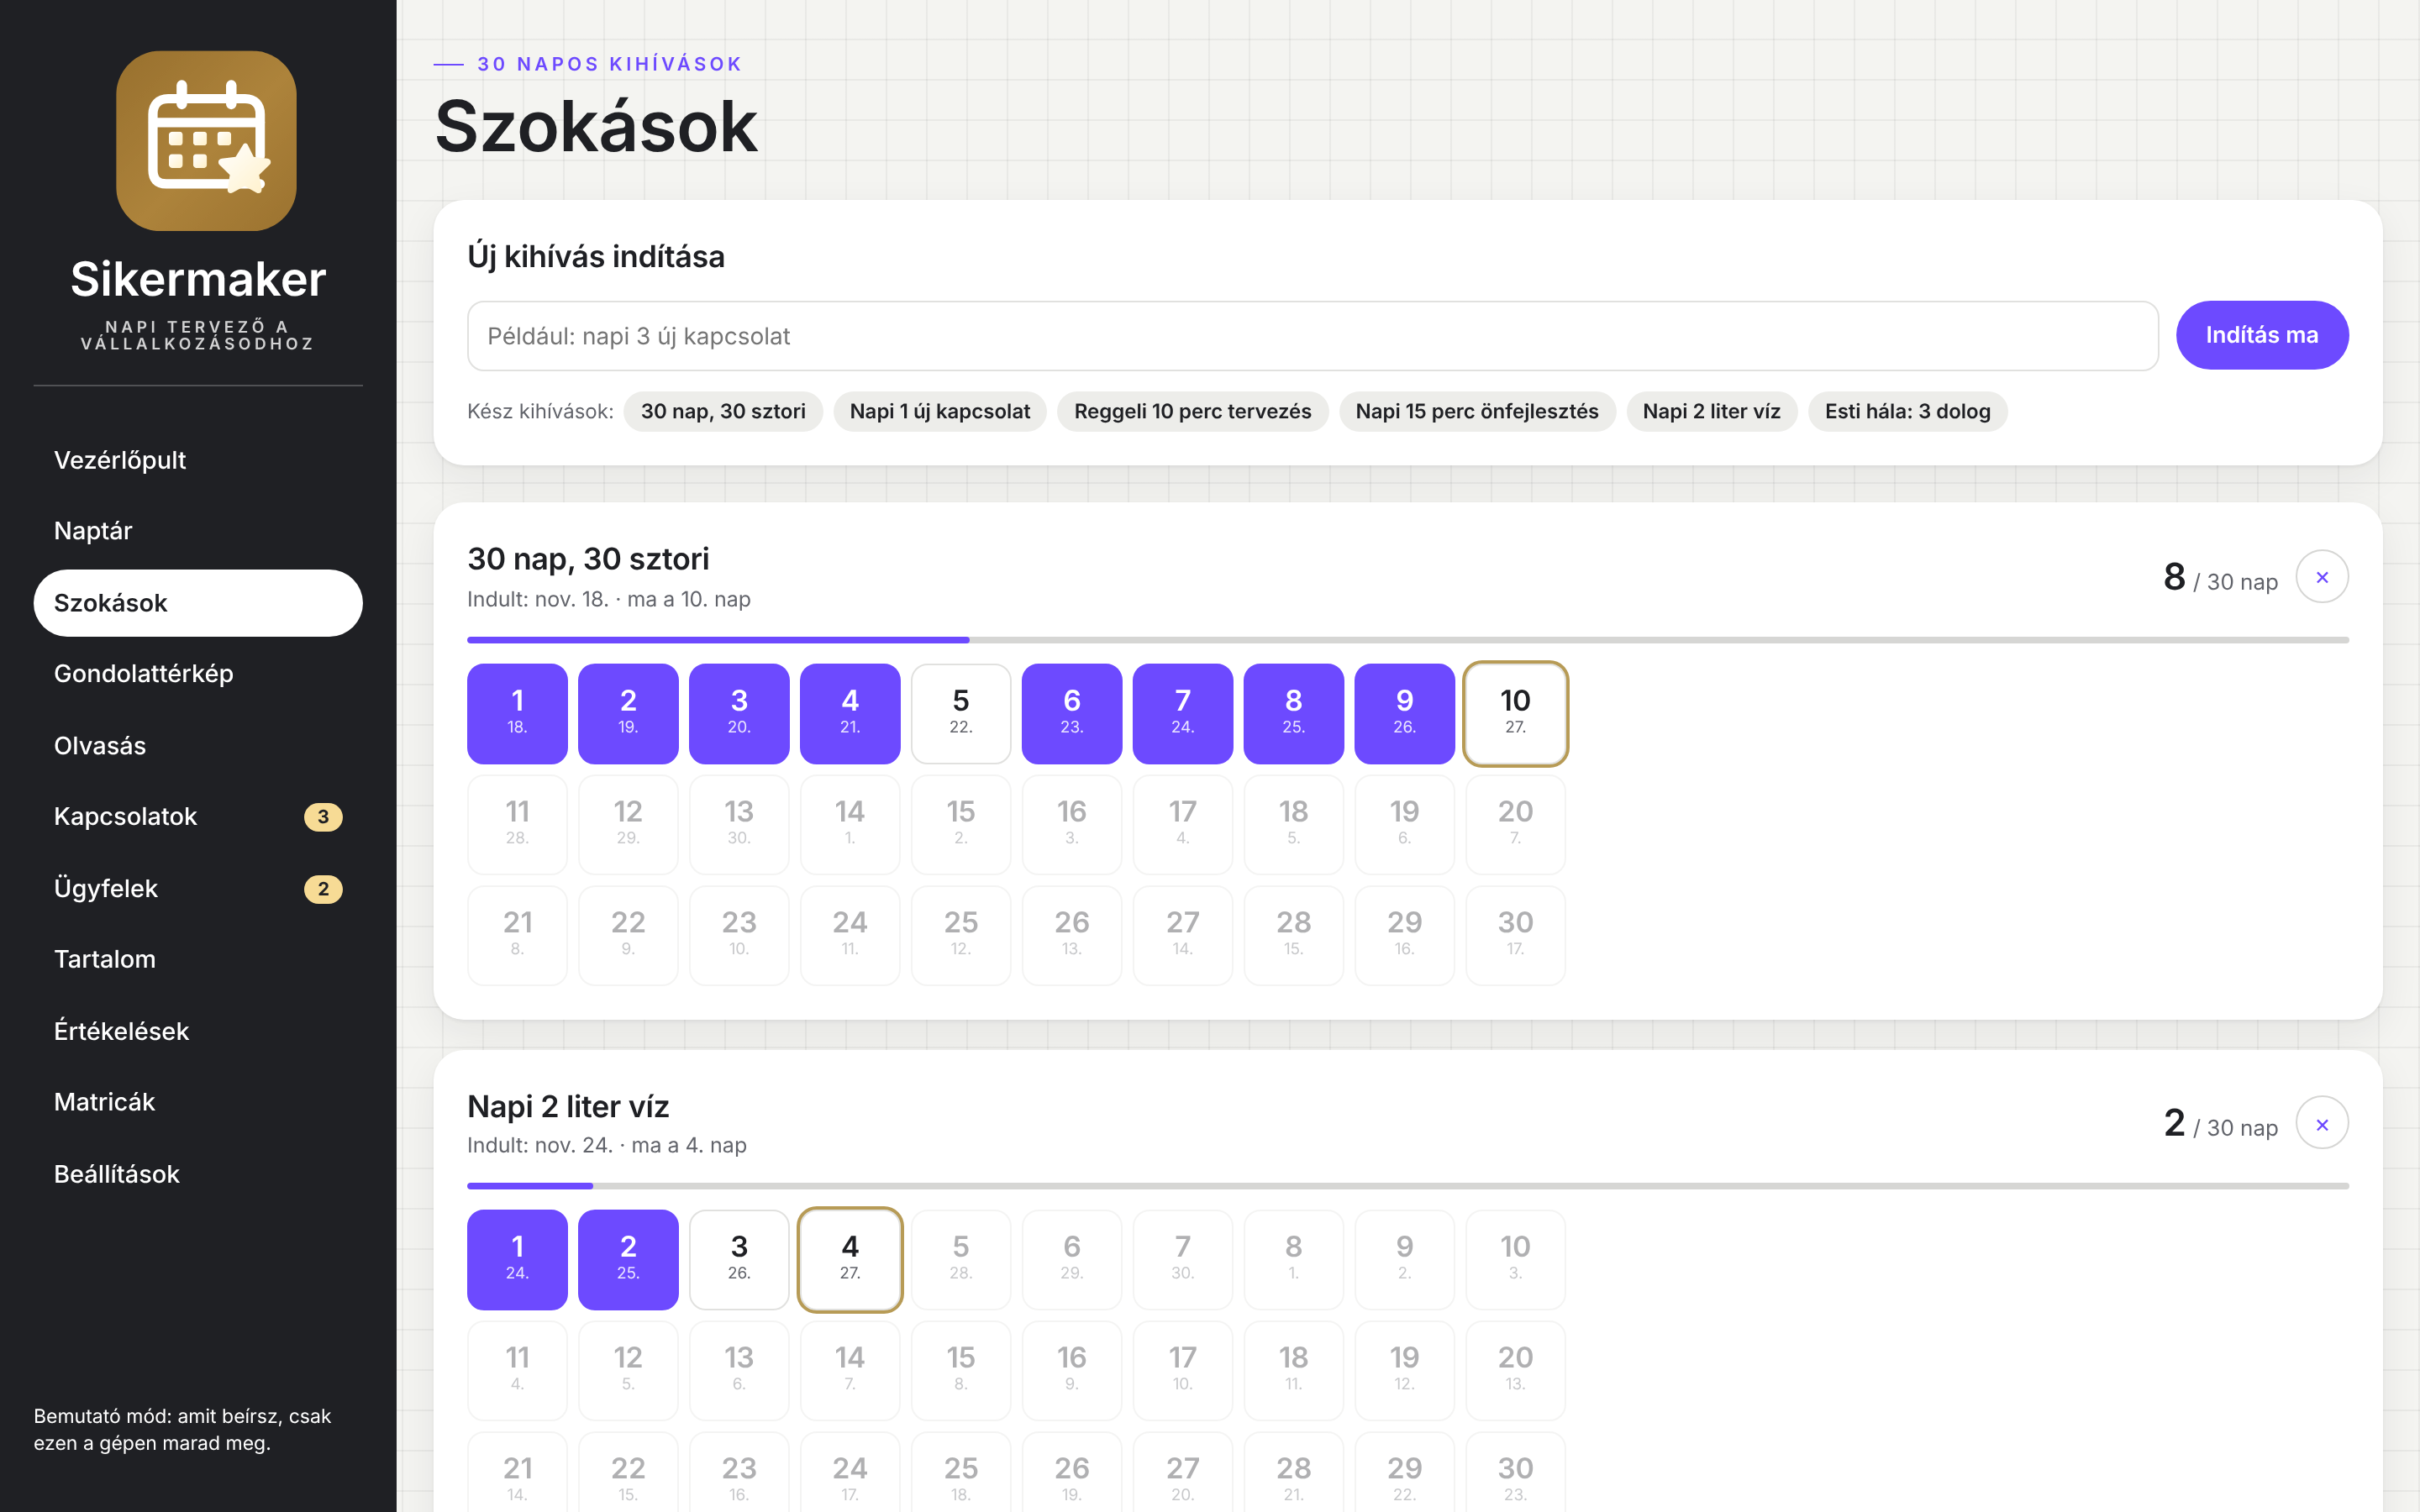 Sikermaker
NAPI TERVEZŐ A
VÁLLALKOZÁSODHOZ
Vezérlőpult
Naptár
Szokások
Gondolattérkép
Olvasás
Kapcsolatok 3
Ügyfelek 2
Tartalom
Értékelések
Matricák
Beállítások
Bemutató mód: amit beírsz, csak
ezen a gépen marad meg.
30 NAPOS KIHÍVÁSOK
Szokások
Új kihívás indítása
Például: napi 3 új kapcsolat
Indítás ma
Kész kihívások: 30 nap, 30 sztori Napi 1 új kapcsolat Reggeli 10 perc tervezés Napi 15 perc önfejlesztés Napi 2 liter víz Esti hála: 3 dolog
30 nap, 30 sztori
Indult: nov. 18. · ma a 10. nap
8 / 30 nap ×
1 2 3 4 5 6 7 8 9 10
18. 19. 20. 21. 22. 23. 24. 25. 26. 27.
11 12 13 14 15 16 17 18 19 20
28. 29. 30. 1. 2. 3. 4. 5. 6. 7.
21 22 23 24 25 26 27 28 29 30
8. 9. 10. 11. 12. 13. 14. 15. 16. 17.
Napi 2 liter víz
Indult: nov. 24. · ma a 4. nap
2 / 30 nap ×
1 2 3 4 5 6 7 8 9 10
24. 25. 26. 27. 28. 29. 30. 1. 2. 3.
11 12 13 14 15 16 17 18 19 20
4. 5. 6. 7. 8. 9. 10. 11. 12. 13.
21 22 23 24 25 26 27 28 29 30
14. 15. 16. 17. 18. 19. 20. 21. 22. 23.